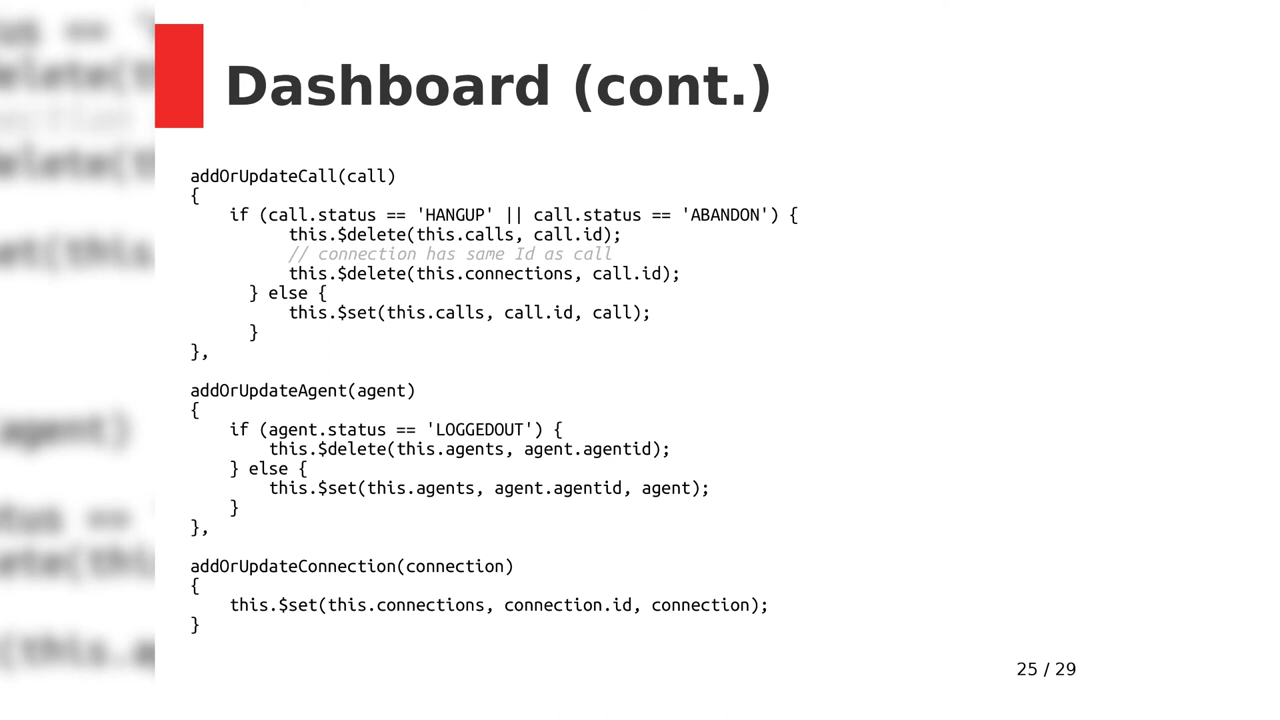 Dashboard (cont.)
addOrUpdateCall(call)
{
    if (call.status == 'HANGUP' || call.status == 'ABANDON') {
          this.$delete(this.calls, call.id);
          // connection has same Id as call
          this.$delete(this.connections, call.id);
      } else {
          this.$set(this.calls, call.id, call);
      }
},
addOrUpdateAgent(agent)
{
    if (agent.status == 'LOGGEDOUT') {
        this.$delete(this.agents, agent.agentid);
    } else {
        this.$set(this.agents, agent.agentid, agent);
    }
},
addOrUpdateConnection(connection)
{
    this.$set(this.connections, connection.id, connection);
}
25 / 29